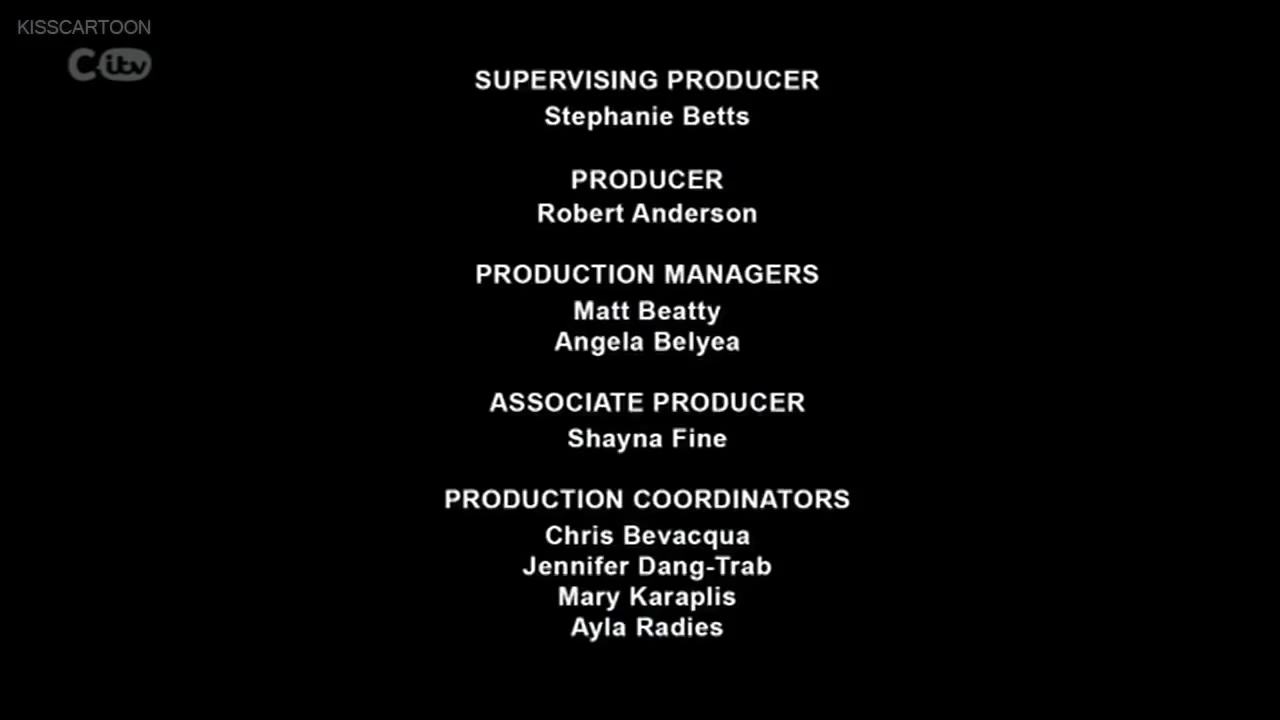 KISSCARTOON
Citv
SUPERVISING PRODUCER
Stephanie Betts
PRODUCER
Robert Anderson
PRODUCTION MANAGERS
Matt Beatty
Angela Belyea
ASSOCIATE PRODUCER
Shayna Fine
PRODUCTION COORDINATORS
Chris Bevacqua
Jennifer Dang-Trab
Mary Karaplis
Ayla Radies